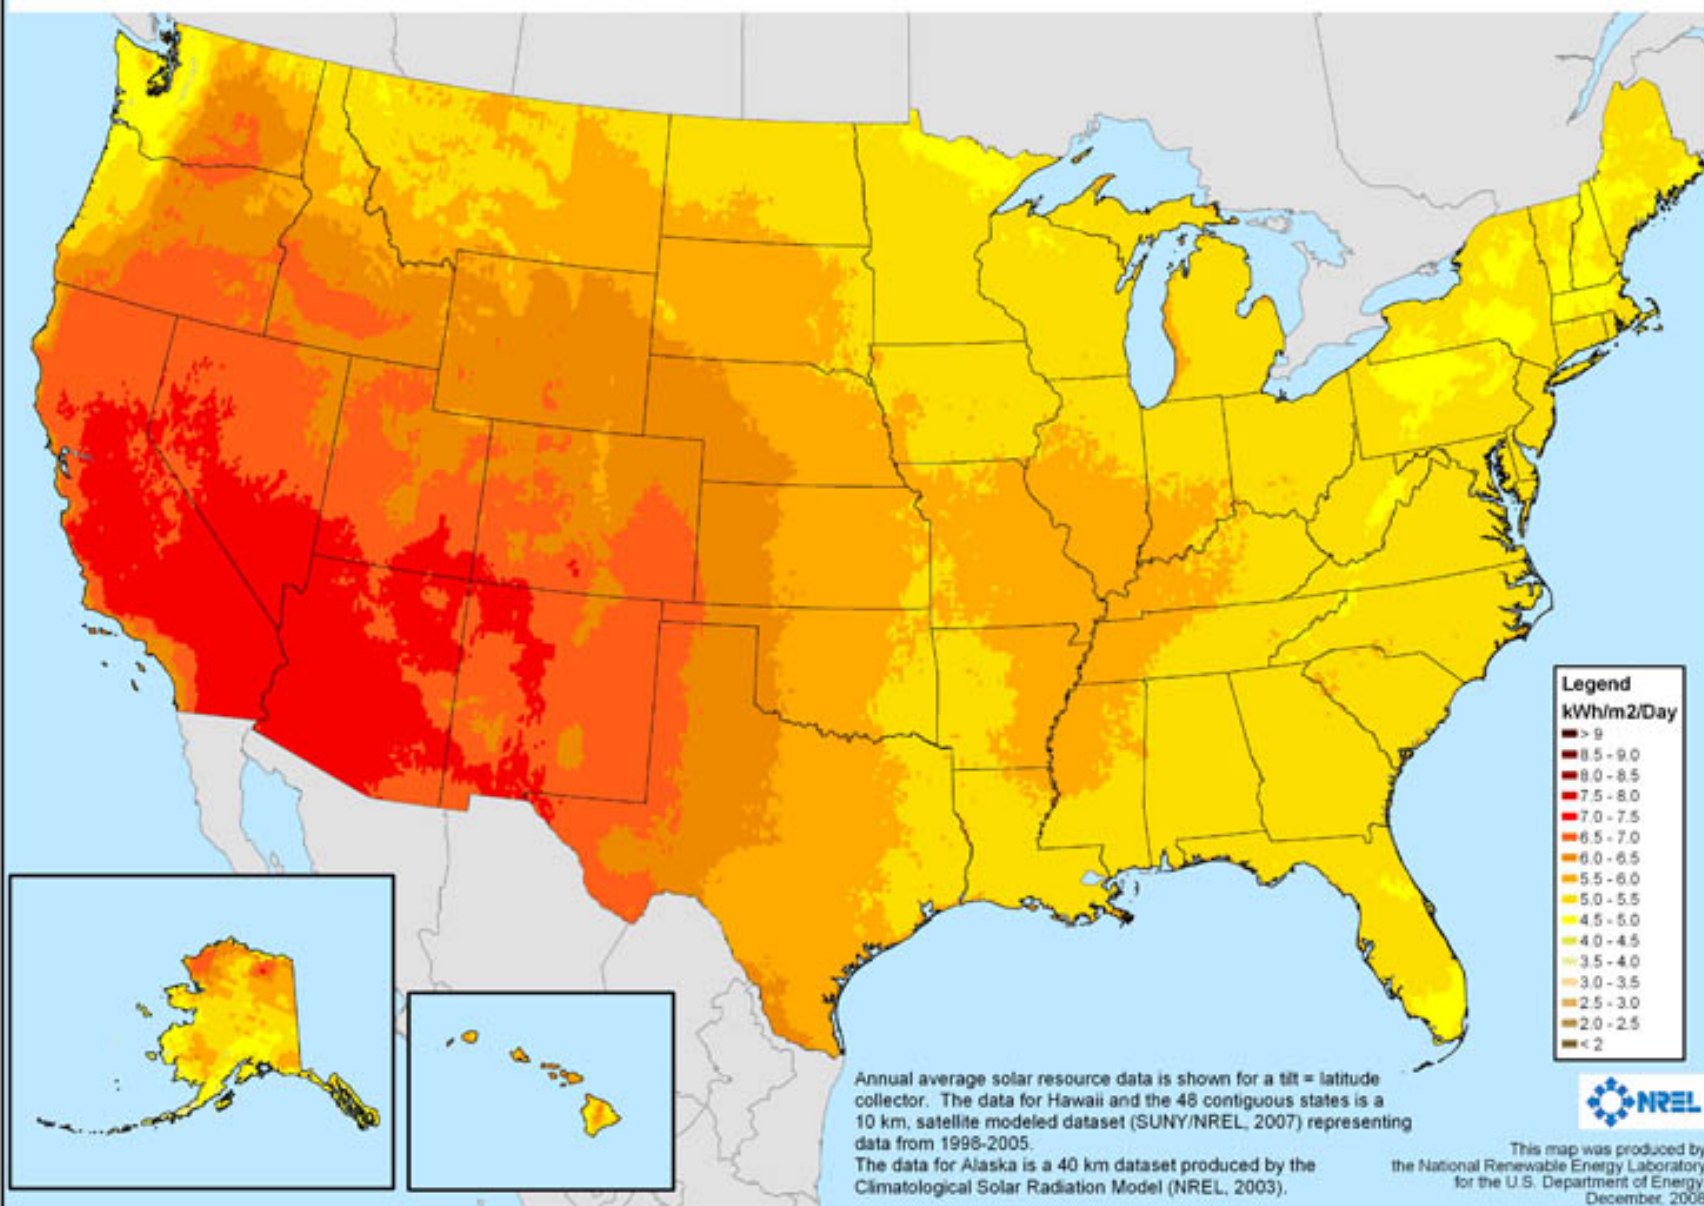 Legend
kWh/m2/Day
> 9
8.5 - 9.0
8.0 - 8.5
7.5 - 8.0
7.0 - 7.5
6.5 - 7.0
6.0 - 6.5
5.5 - 6.0
5.0 - 5.5
4.5 - 5.0
4.0 - 4.5
3.5 - 4.0
3.0 - 3.5
2.5 - 3.0
2.0 - 2.5
< 2
Annual average solar resource data is shown for a tilt = latitude
collector. The data for Hawaii and the 48 contiguous states is a
10 km, satellite modeled dataset (SUNY/NREL, 2007) representing
data from 1998-2005.
The data for Alaska is a 40 km dataset produced by the
Climatological Solar Radiation Model (NREL, 2003).
NREL
This map was produced by
the National Renewable Energy Laboratory
for the U.S. Department of Energy
December, 2008